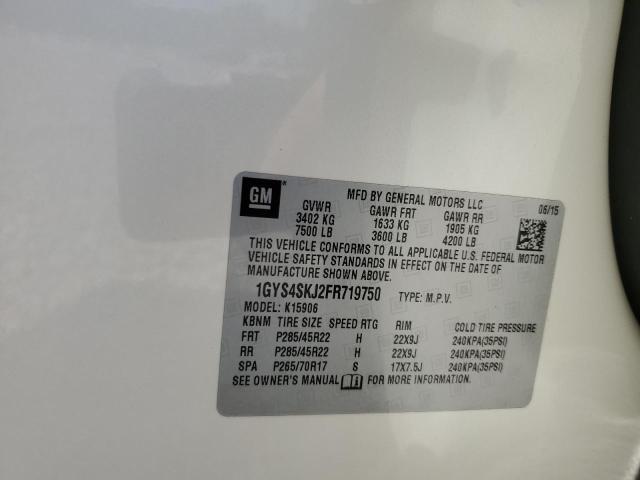 GM
MFD BY GENERAL MOTORS LLC
06/15
GVWR GAWR FRT GAWR RR
3402 KG 1633 KG 1905 KG
7500 LB 3600 LB 4200 LB
THIS VEHICLE CONFORMS TO ALL APPLICABLE U.S. FEDERAL MOTOR
VEHICLE SAFETY STANDARDS IN EFFECT ON THE DATE OF
MANUFACTURE SHOWN ABOVE.
1GYS4SKJ2FR719750 TYPE: M.P.V.
MODEL: K15906
KBNM TIRE SIZE SPEED RTG RIM COLD TIRE PRESSURE
FRT P285/45R22 H 22X9J 240KPA(35PSI)
RR P285/45R22 H 22X9J 240KPA(35PSI)
SPA P265/70R17 S 17X7.5J 240KPA(35PSI)
SEE OWNER'S MANUAL FOR MORE INFORMATION.